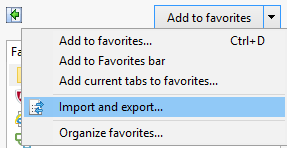 Add to favorites
Add to favorites... Ctrl+D
Fa
Add to Favorites bar
Add current tabs to favorites...
Import and export...
Organize favorites...